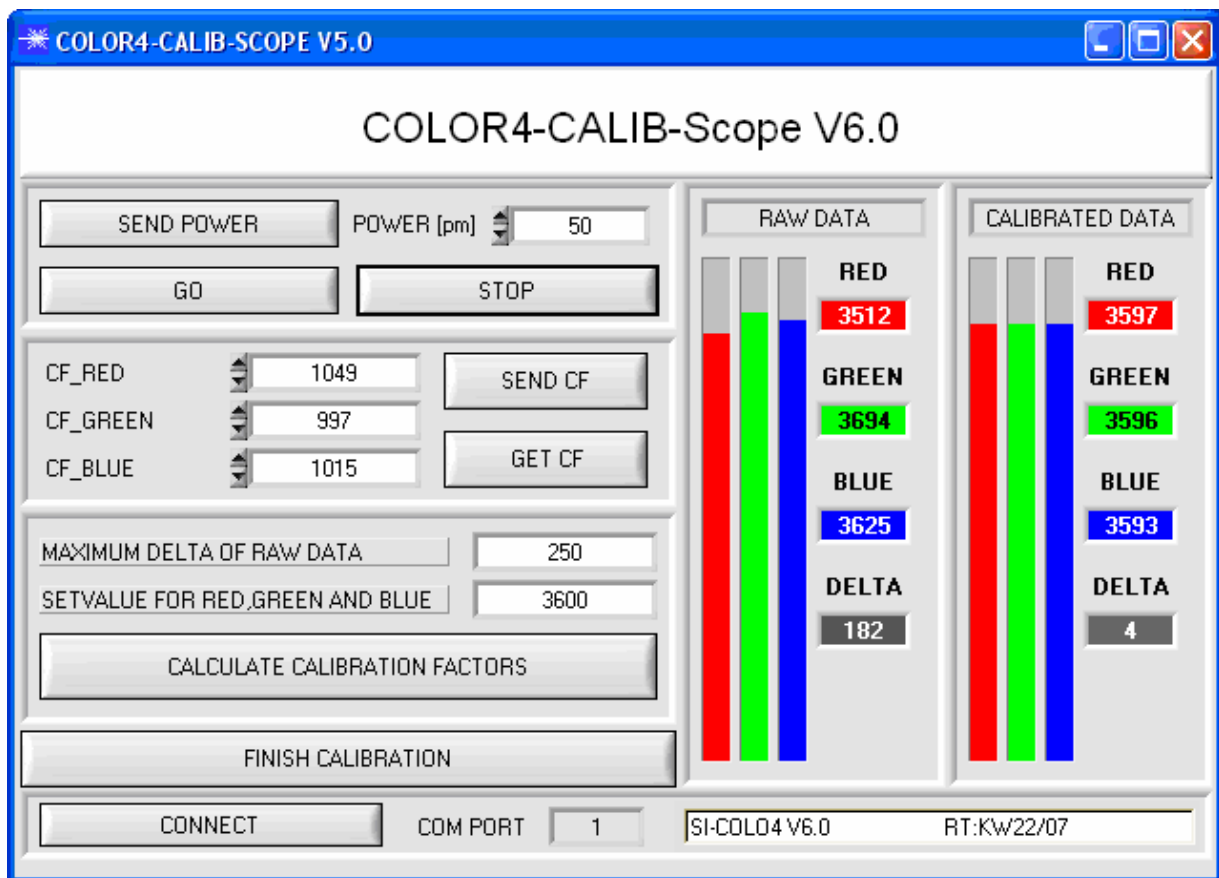 COLOR4-CALIB-SCOPE V5.0
COLOR4-CALIB-Scope V6.0
SEND POWER
POWER [pm]
50
GO
STOP
CF_RED
1049
CF_GREEN
997
CF_BLUE
1015
SEND CF
GET CF
MAXIMUM DELTA OF RAW DATA
250
SETVALUE FOR RED,GREEN AND BLUE
3600
CALCULATE CALIBRATION FACTORS
FINISH CALIBRATION
RAW DATA
RED
3512
GREEN
3694
BLUE
3625
DELTA
182
CALIBRATED DATA
RED
3597
GREEN
3596
BLUE
3593
DELTA
4
CONNECT
COM PORT
1
SI-COLO4 V6.0 RT:KW22/07